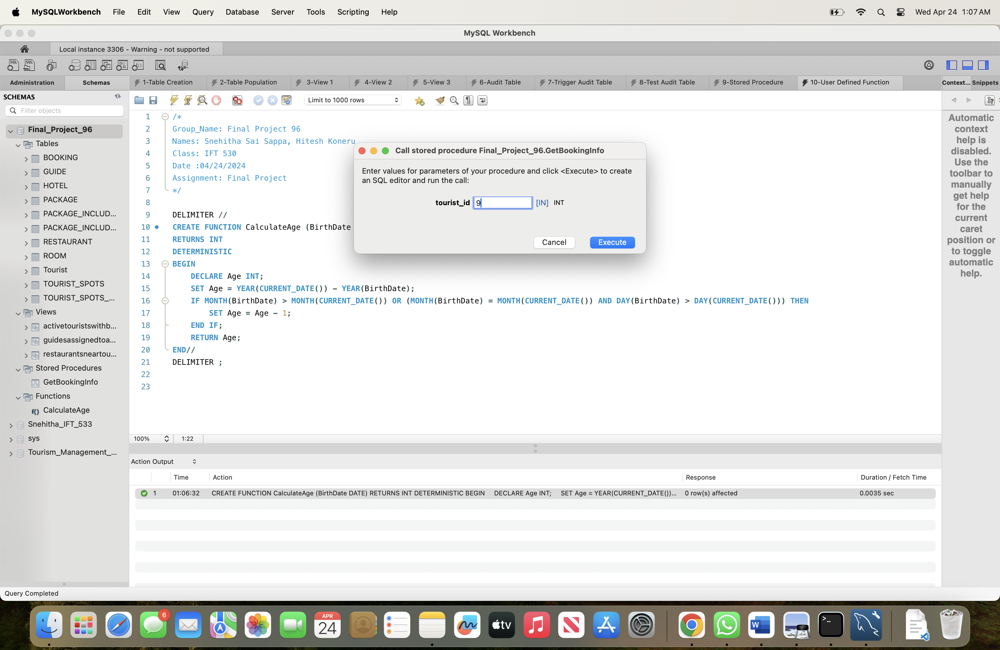 MySQLWorkbench File Edit View Query Database Server Tools Scripting Help Wed Apr 24 1:07 AM
MySQL Workbench
Local instance 3306 - Warning - not supported
Administration Schemas 1-Table Creation 2-Table Population 3-View 1 4-View 2 5-View 3 6-Audit Table 7-Trigger Audit Table 8-Test Audit Table 9-Stored Procedure 10-User Defined Function Context... Snippets
SCHEMAS
Limit to 1000 rows
Filter objects
Final_Project_96
Tables
BOOKING
GUIDE
HOTEL
PACKAGE
PACKAGE_INCLUD...
PACKAGE_INCLUD...
RESTAURANT
ROOM
Tourist
TOURIST_SPOTS
TOURIST_SPOTS_...
Views
activetouristswithb...
guidesassignedtoa...
restaurantsneartou...
Stored Procedures
GetBookingInfo
Functions
CalculateAge
Snehitha_IFT_533
sys
Tourism_Management_...
1 /*
2 Group_Name: Final Project 96
3 Names: Snehitha Sai Sappa, Hitesh Koneru
4 Class: IFT 530
5 Date :04/24/2024
6 Assignment: Final Project
7 */
8
9 DELIMITER //
10 CREATE FUNCTION CalculateAge (BirthDate
11 RETURNS INT
12 DETERMINISTIC
13 BEGIN
14 DECLARE Age INT;
15 SET Age = YEAR(CURRENT_DATE()) - YEAR(BirthDate);
16 IF MONTH(BirthDate) > MONTH(CURRENT_DATE()) OR (MONTH(BirthDate) = MONTH(CURRENT_DATE()) AND DAY(BirthDate) > DAY(CURRENT_DATE())) THEN
17 SET Age = Age - 1;
18 END IF;
19 RETURN Age;
20 END//
21 DELIMITER ;
22
23
Call stored procedure Final_Project_96.GetBookingInfo
Enter values for parameters of your procedure and click <Execute> to create
an SQL editor and run the call:
tourist_id 9 [IN] INT
Cancel Execute
Automatic
context
help is
disabled.
Use the
toolbar to
manually
get help
for the
current
caret
position or
to toggle
automatic
help.
100% 1:22
Action Output
Time Action Response Duration / Fetch Time
1 01:06:32 CREATE FUNCTION CalculateAge (BirthDate DATE) RETURNS INT DETERMINISTIC BEGIN DECLARE Age INT; SET Age = YEAR(CURRENT_DATE())... 0 row(s) affected 0.0035 sec
Query Completed
6
APR
24
tv
W